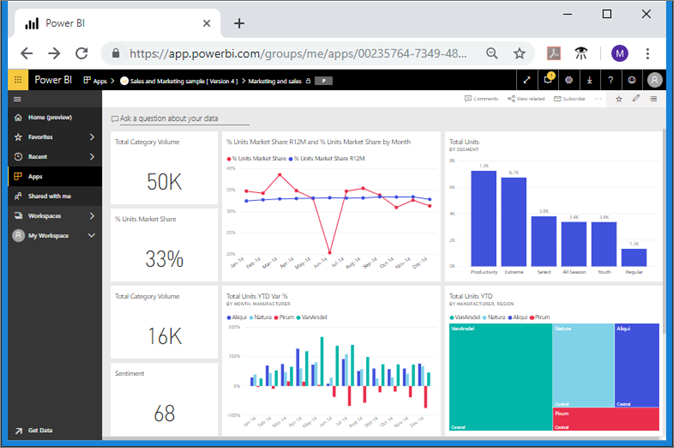 Power BI
https://app.powerbi.com/groups/me/apps/00235764-7349-48...
M
Power BI
Apps > Sales and Marketing sample [ Version 4 ] > Marketing and sales
P
1
?
Comments
View related
Subscribe
...
Home (preview)
Favorites
Recent
Apps
Shared with me
Workspaces
My Workspace
Get Data
Ask a question about your data
Total Category Volume
50K
% Units Market Share
33%
Total Category Volume
16K
Sentiment
68
% Units Market Share R12M and % Units Market Share by Month
% Units Market Share % Units Market Share R12M
40%
35%
30%
25%
20%
Jan-14 Feb-14 Mar-14 Apr-14 May-14 Jun-14 Jul-14 Aug-14 Sep-14 Oct-14 Nov-14 Dec-14
Total Units
BY SEGMENT
8K
6K
4K
2K
0K
7.3K 6.7K 3.8K 3.4K 3.4K
Productivity Extreme Select All Season Youth Regular
Total Units YTD Var %
BY MONTH, MANUFACTURER
Aliqui Natura Pirum VanArsdel
200%
100%
0%
-100%
Jan-14 Feb-14 Mar-14 Apr-14 May-14 Jun-14 Jul-14 Aug-14 Sep-14 Oct-14 Nov-14 Dec-14
Total Units YTD
BY MANUFACTURER, REGION
VanArsdel Natura Aliqui Pirum
VanArsdel
Natura
Aliqui
Central
Central
Pirum
Central
Central